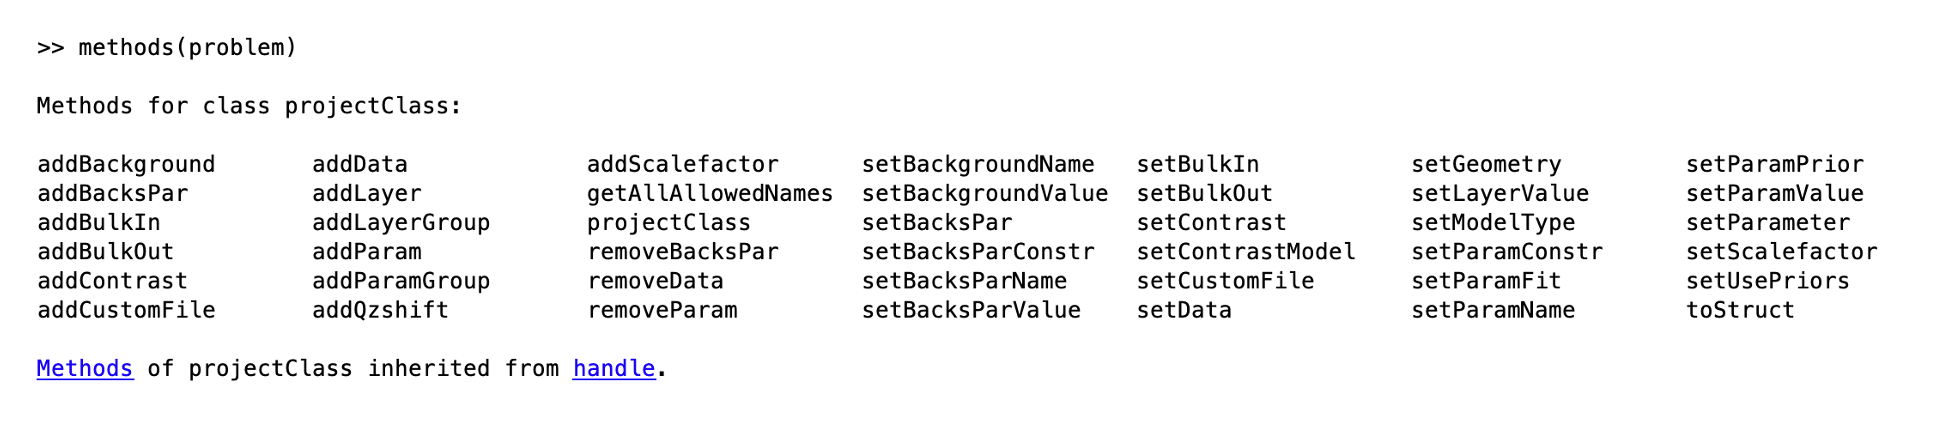 >> methods(problem)
Methods for class projectClass:
addBackground addData addScalefactor setBackgroundName setBulkIn setGeometry setParamPrior
addBacksPar addLayer getAllAllowedNames setBackgroundValue setBulkOut setLayerValue setParamValue
addBulkIn addLayerGroup projectClass setBacksPar setContrast setModelType setParameter
addBulkOut addParam removeBacksPar setBacksParConstr setContrastModel setParamConstr setScalefactor
addContrast addParamGroup removeData setBacksParName setCustomFile setParamFit setUsePriors
addCustomFile addQzshift removeParam setBacksParValue setData setParamName toStruct
Methods of projectClass inherited from handle.